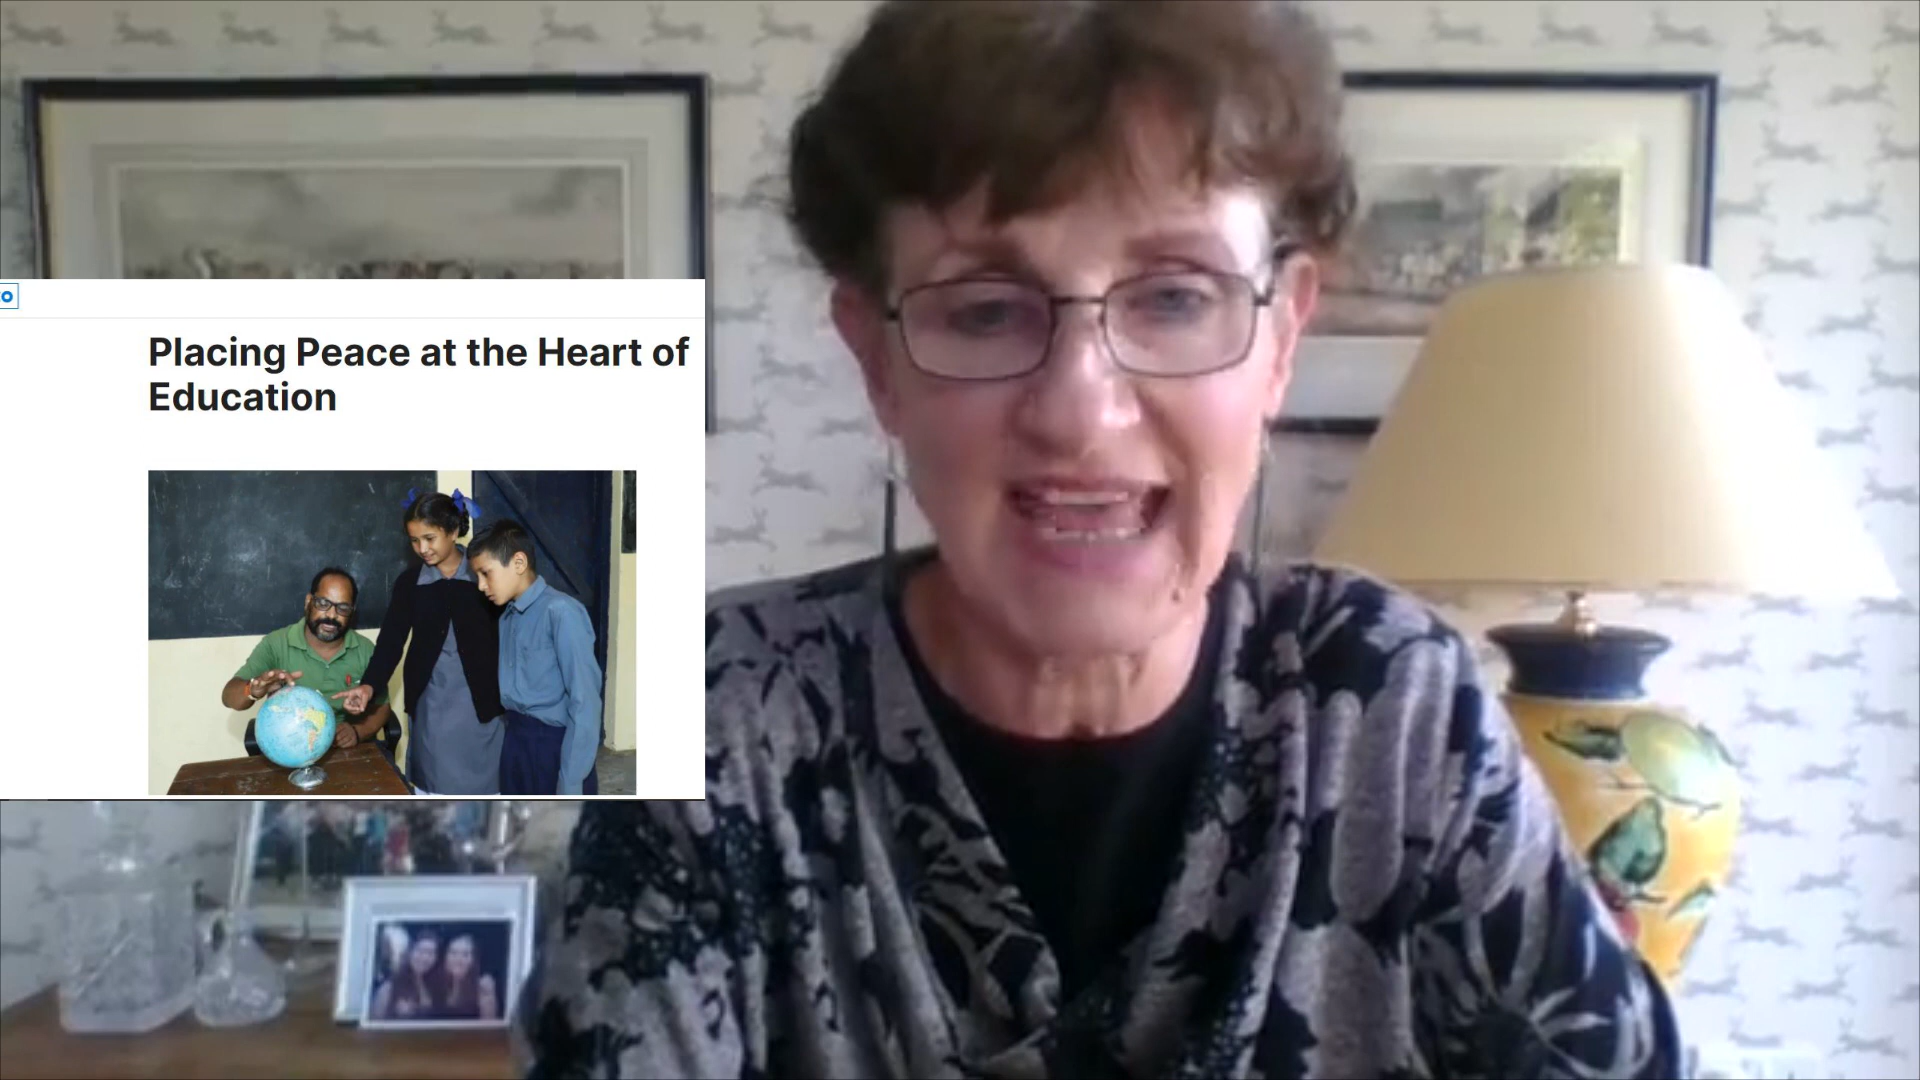 Placing Peace at the Heart of
Education